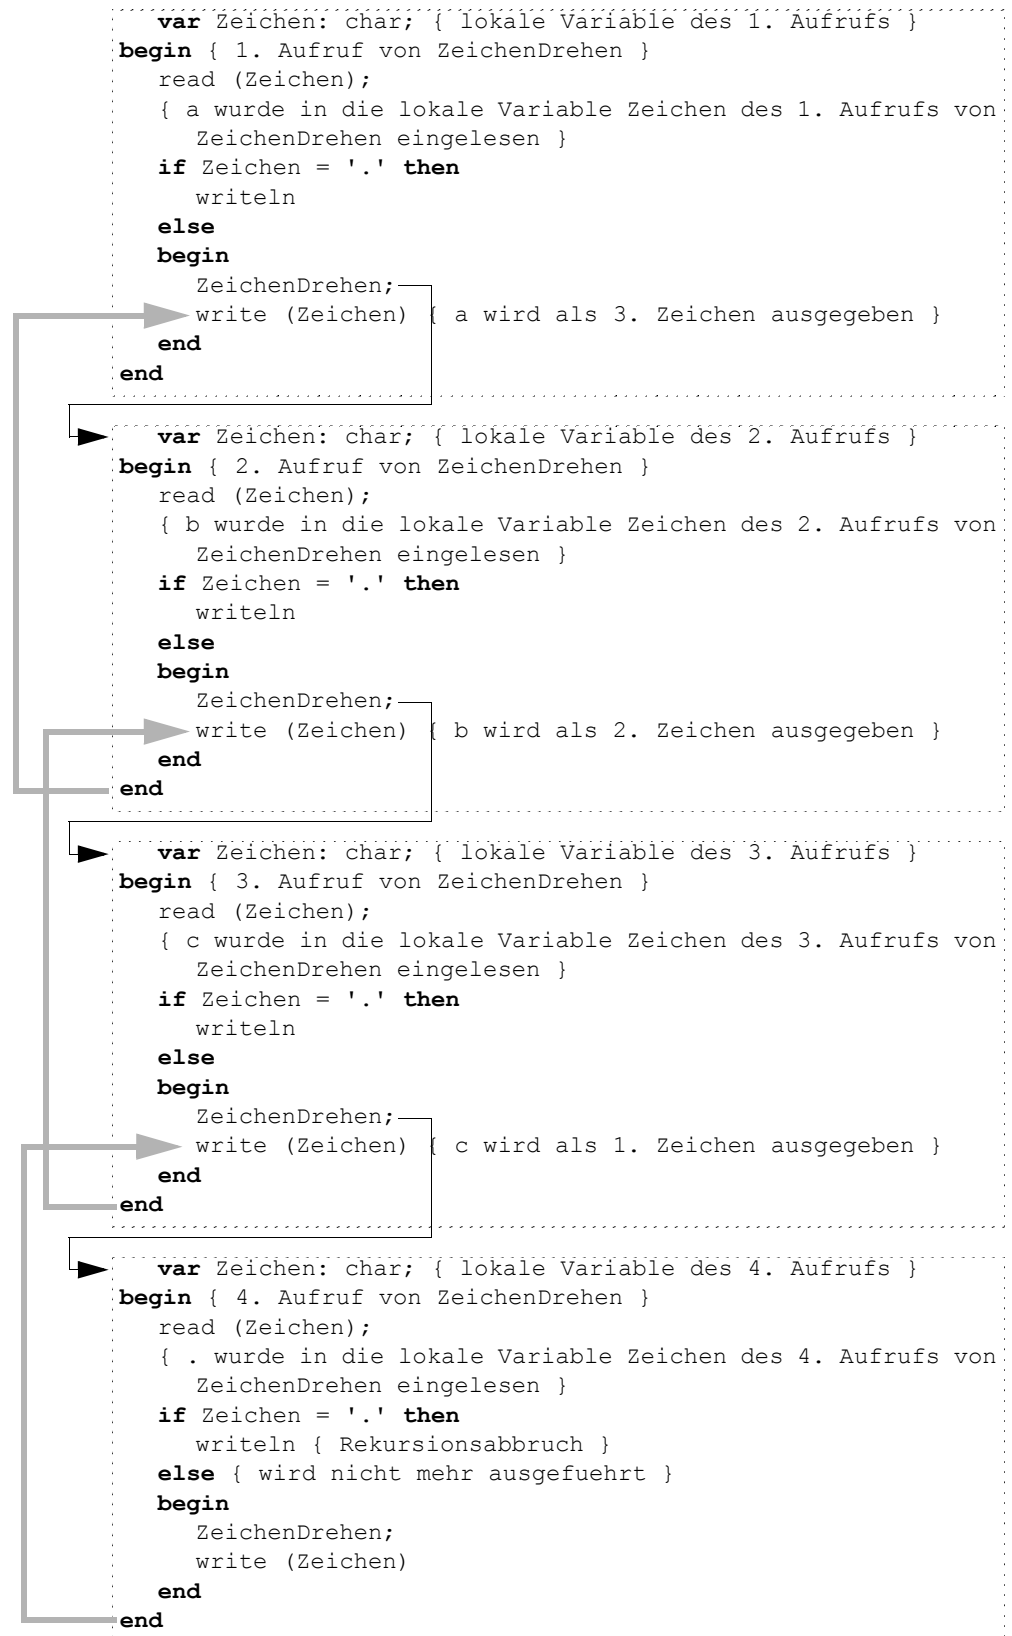 var Zeichen: char; { lokale Variable des 1. Aufrufs }
begin { 1. Aufruf von ZeichenDrehen }
read (Zeichen);
{ a wurde in die lokale Variable Zeichen des 1. Aufrufs von
ZeichenDrehen eingelesen }
if Zeichen = '.' then
writeln
else
begin
ZeichenDrehen;
write (Zeichen) { a wird als 3. Zeichen ausgegeben }
end
end
var Zeichen: char; { lokale Variable des 2. Aufrufs }
begin { 2. Aufruf von ZeichenDrehen }
read (Zeichen);
{ b wurde in die lokale Variable Zeichen des 2. Aufrufs von
ZeichenDrehen eingelesen }
if Zeichen = '.' then
writeln
else
begin
ZeichenDrehen;
write (Zeichen) { b wird als 2. Zeichen ausgegeben }
end
end
var Zeichen: char; { lokale Variable des 3. Aufrufs }
begin { 3. Aufruf von ZeichenDrehen }
read (Zeichen);
{ c wurde in die lokale Variable Zeichen des 3. Aufrufs von
ZeichenDrehen eingelesen }
if Zeichen = '.' then
writeln
else
begin
ZeichenDrehen;
write (Zeichen) { c wird als 1. Zeichen ausgegeben }
end
end
var Zeichen: char; { lokale Variable des 4. Aufrufs }
begin { 4. Aufruf von ZeichenDrehen }
read (Zeichen);
{ . wurde in die lokale Variable Zeichen des 4. Aufrufs von
ZeichenDrehen eingelesen }
if Zeichen = '.' then
writeln { Rekursionsabbruch }
else { wird nicht mehr ausgefuehrt }
begin
ZeichenDrehen;
write (Zeichen)
end
end